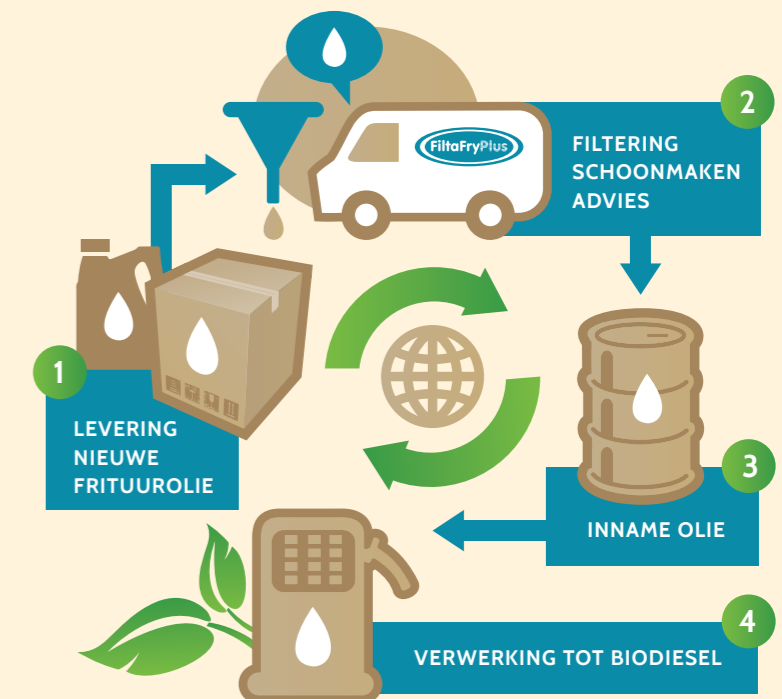 1
LEVERING
NIEUWE
FRITUUROLIE
FiltaFryPlus
2
FILTERING
SCHOONMAKEN
ADVIES
3
INNAME OLIE
4
VERWERKING TOT BIODIESEL